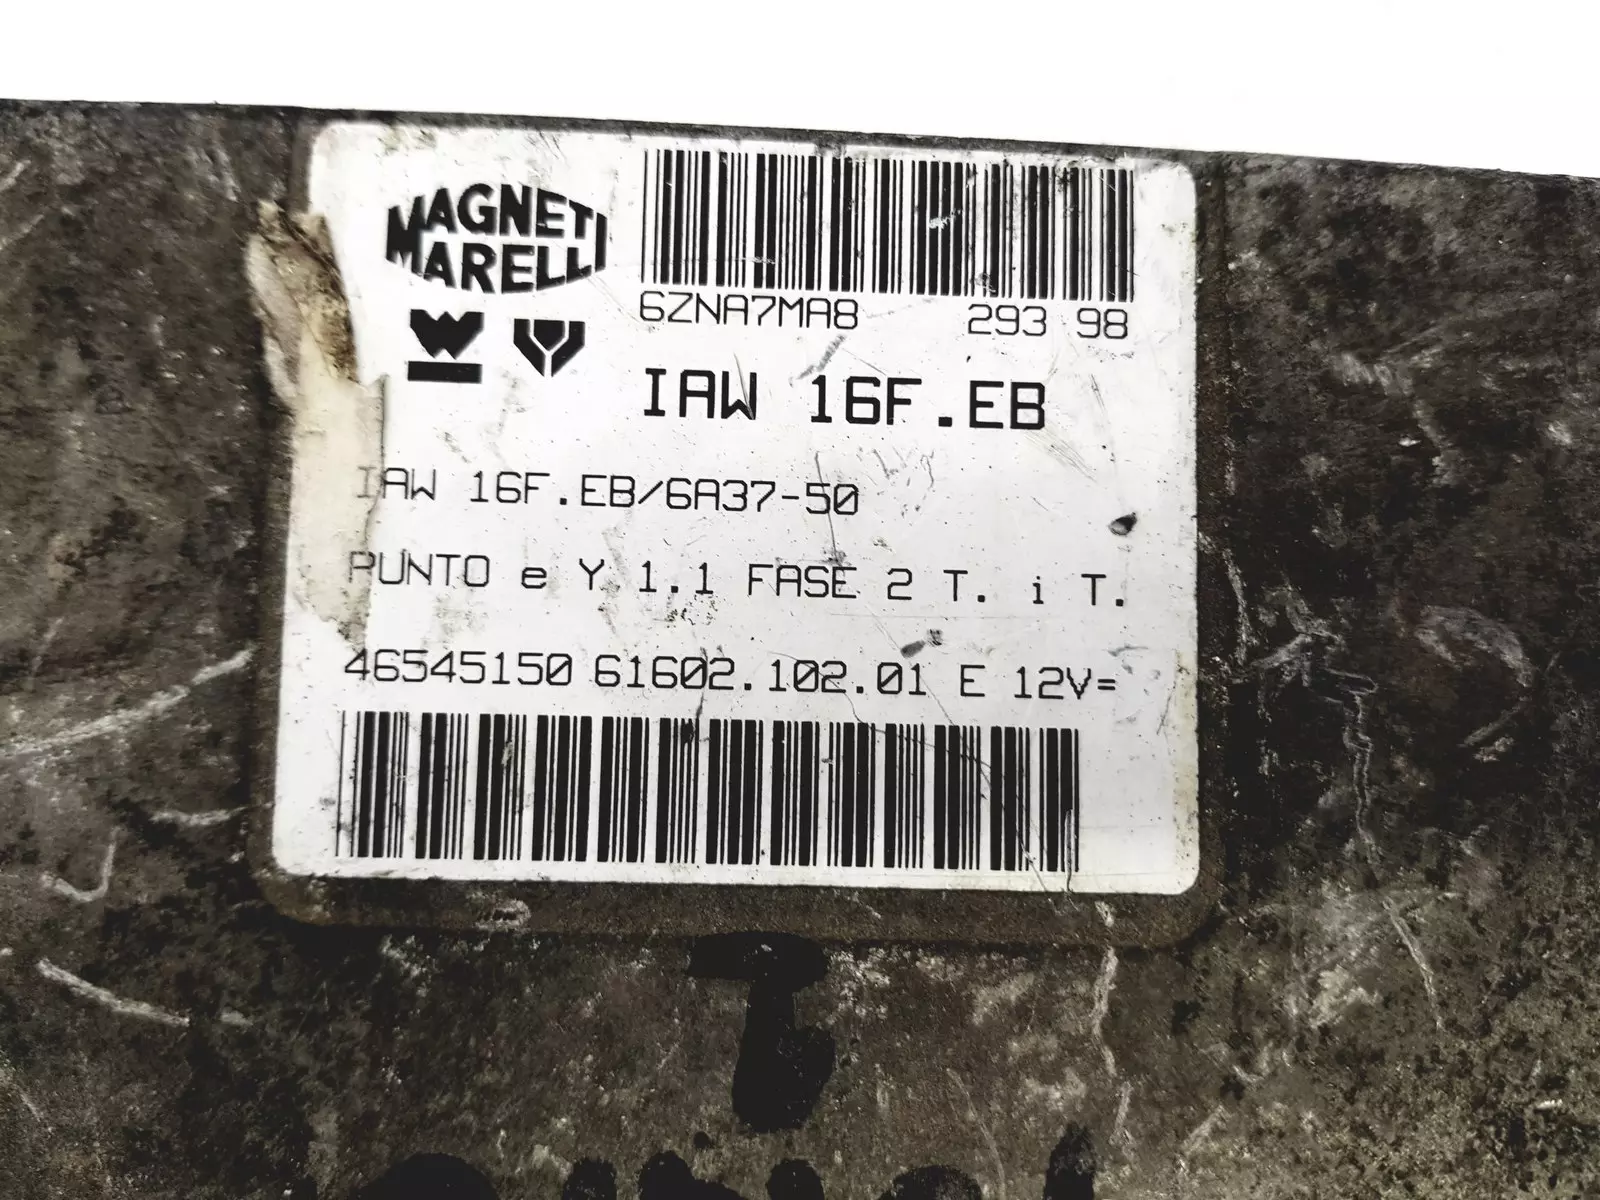 MAGNETI
MARELLI
6ZNA7MA8 293 98
IAW 16F.EB
IAW 16F.EB/6A37-50
PUNTO e Y 1.1 FASE 2 T. i T.
46545150 61602.102.01 E 12V=